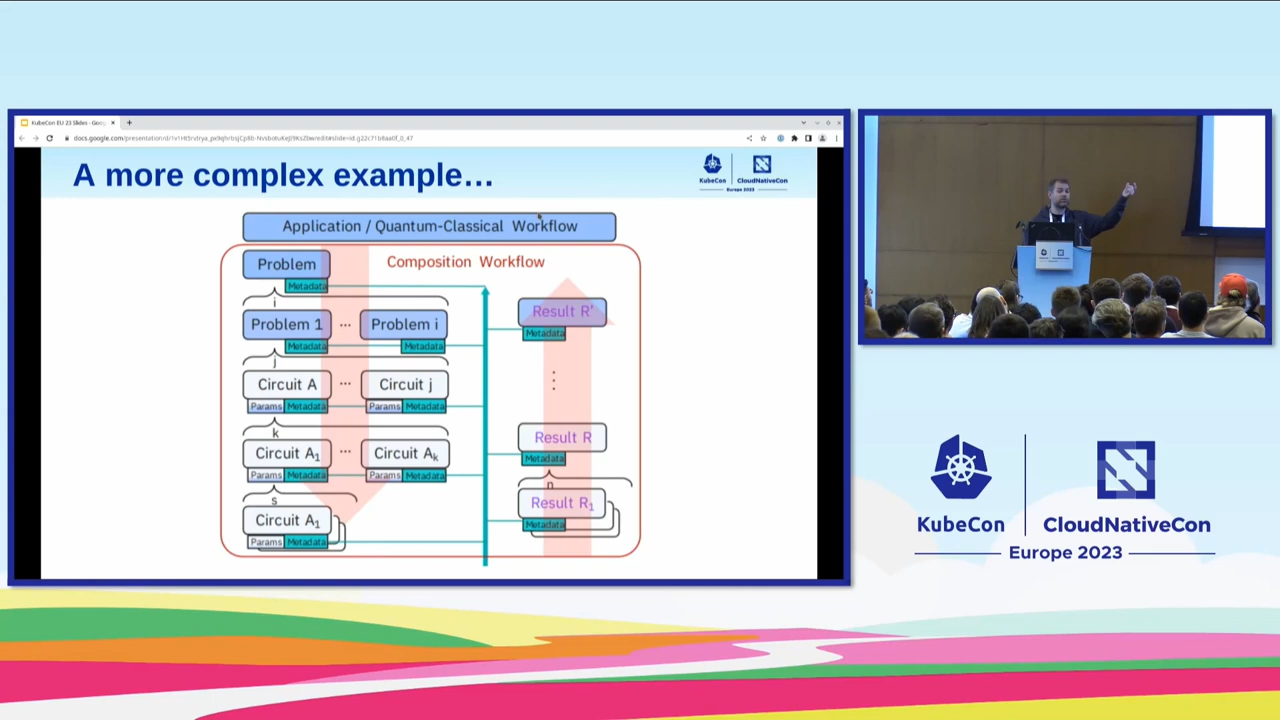 KubeCon EU 23 Slides - Goog
A more complex example…
KubeCon
CloudNativeCon
Europe 2023
Application / Quantum-Classical Workflow
Composition Workflow
Problem
Metadata
i
Problem 1 ... Problem i
Metadata Metadata
j
Circuit A ... Circuit j
Params Metadata Params Metadata
k
Circuit A₁ ... Circuit Aₖ
Params Metadata Params Metadata
s
Circuit A₁
Params Metadata
Result R'
Metadata
⋮
Result R
Metadata
n
Result R₁
Metadata
KubeCon
CloudNativeCon
Europe 2023